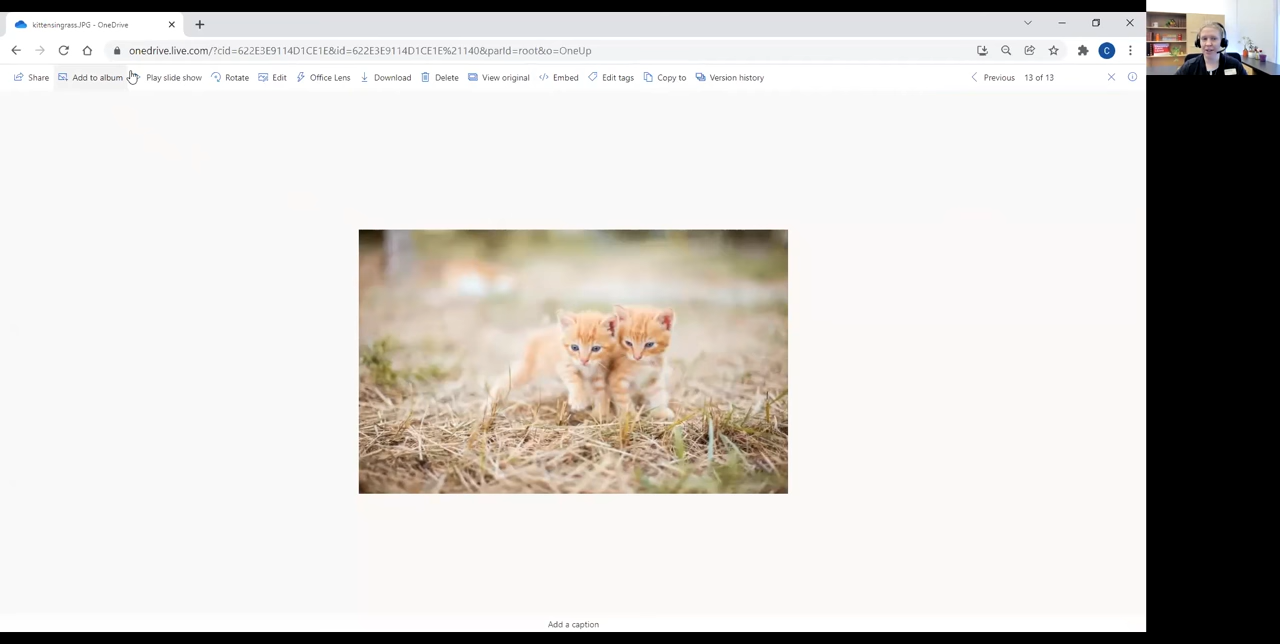 kittensingrass.JPG - OneDrive
onedrive.live.com/?cid=622E3E9114D1CE1E&id=622E3E9114D1CE1E%21140&parId=root&o=OneUp
C
Share Add to album Play slide show Rotate Edit Office Lens Download Delete View original Embed Edit tags Copy to Version history Previous 13 of 13
Add a caption